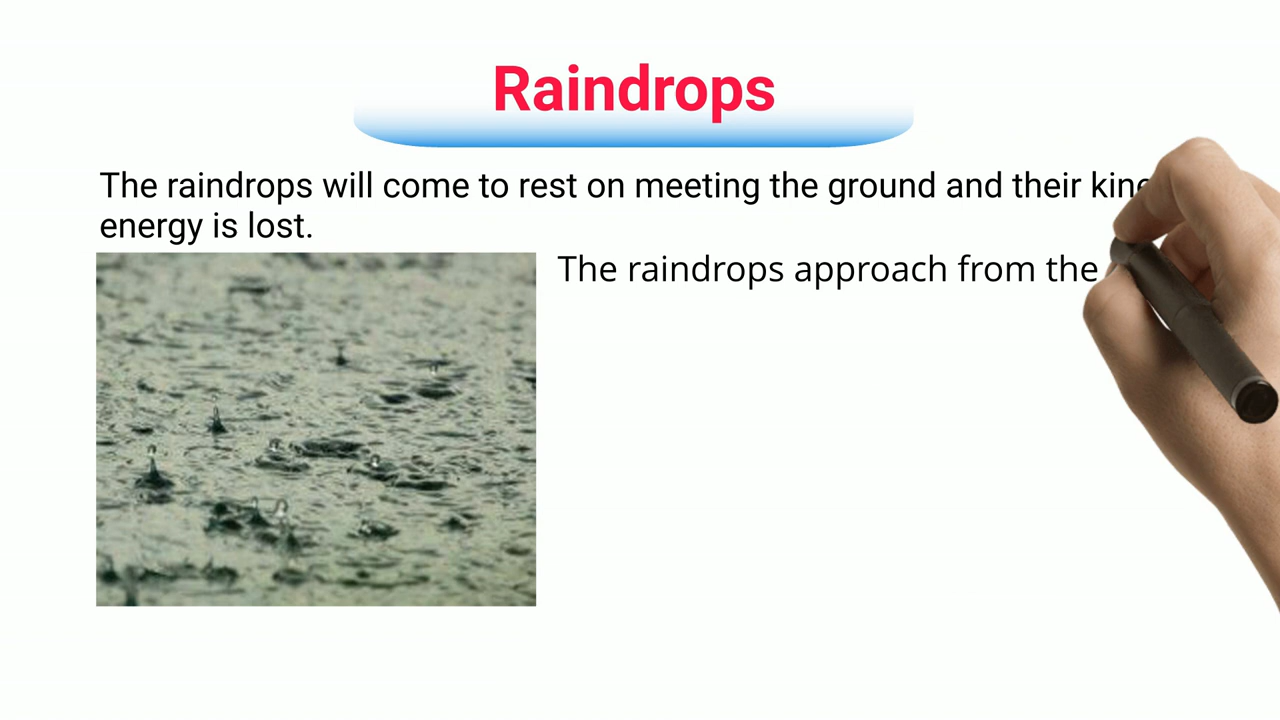 Raindrops
The raindrops will come to rest on meeting the ground and their
energy is lost.
The raindrops approach from the